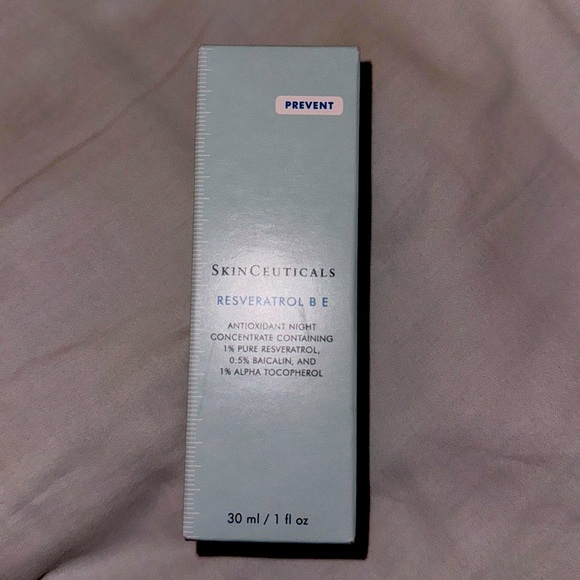 PREVENT
SKINCEUTICALS
RESVERATROL B E
ANTIOXIDANT NIGHT
CONCENTRATE CONTAINING
1% PURE RESVERATROL,
0.5% BAICALIN, AND
1% ALPHA TOCOPHEROL
30 ml / 1 fl oz